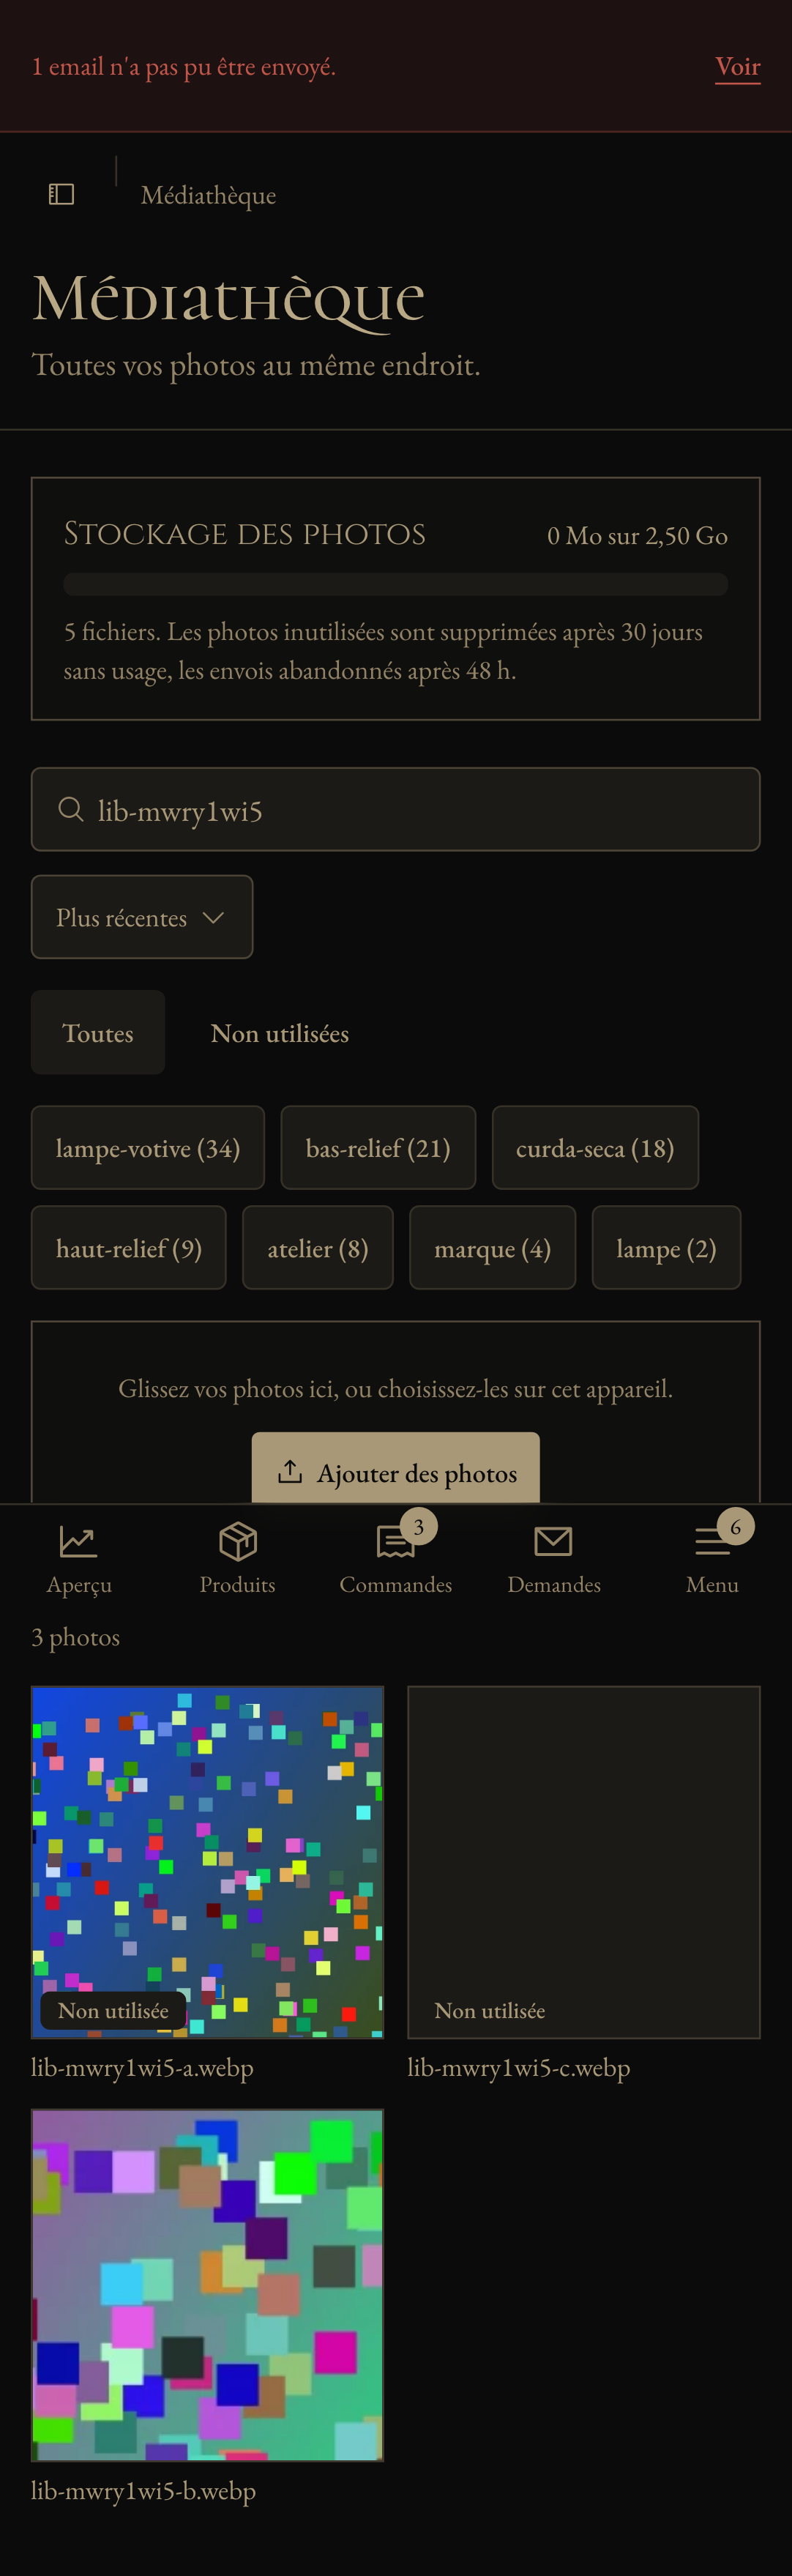 1 email n'a pas pu être envoyé.
Voir
Médiathèque
Médiathèque
Toutes vos photos au même endroit.
Stockage des photos
0 Mo sur 2,50 Go
5 fichiers. Les photos inutilisées sont supprimées après 30 jours
sans usage, les envois abandonnés après 48 h.
lib-mwry1wi5
Plus récentes
Toutes
Non utilisées
lampe-votive (34)
bas-relief (21)
curda-seca (18)
haut-relief (9)
atelier (8)
marque (4)
lampe (2)
Glissez vos photos ici, ou choisissez-les sur cet appareil.
Ajouter des photos
3
6
Aperçu
Produits
Commandes
Demandes
Menu
3 photos
Non utilisée
Non utilisée
lib-mwry1wi5-a.webp
lib-mwry1wi5-c.webp
lib-mwry1wi5-b.webp